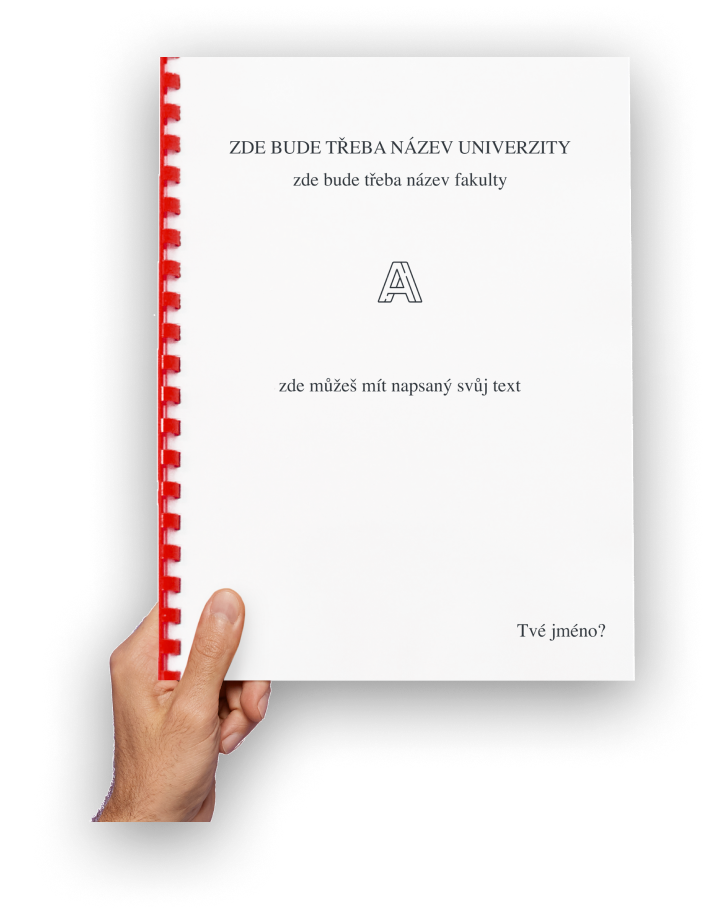 ZDE BUDE TŘEBA NÁZEV UNIVERZITY
zde bude třeba název fakulty
zde můžeš mít napsaný svůj text
Tvé jméno?